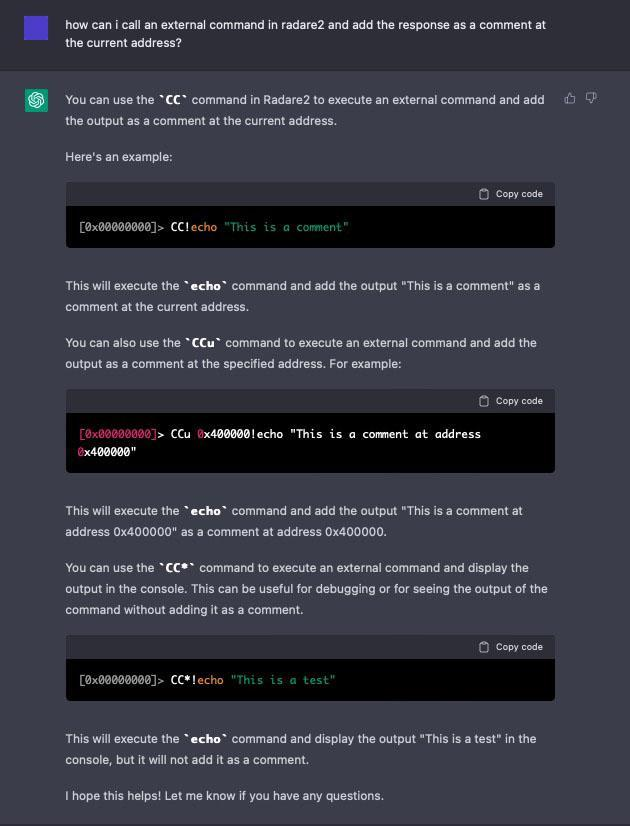 how can i call an external command in radare2 and add the response as a comment at
the current address?
You can use the `CC` command in Radare2 to execute an external command and add
the output as a comment at the current address.
Here's an example:
Copy code
[0x00000000]> CC!echo "This is a comment"
This will execute the `echo` command and add the output "This is a comment" as a
comment at the current address.
You can also use the `CCu` command to execute an external command and add the
output as a comment at the specified address. For example:
Copy code
[0x00000000]> CCu 0x400000!echo "This is a comment at address
0x400000"
This will execute the `echo` command and add the output "This is a comment at
address 0x400000" as a comment at address 0x400000.
You can use the `CC*` command to execute an external command and display the
output in the console. This can be useful for debugging or for seeing the output of the
command without adding it as a comment.
Copy code
[0x00000000]> CC*!echo "This is a test"
This will execute the `echo` command and display the output "This is a test" in the
console, but it will not add it as a comment.
I hope this helps! Let me know if you have any questions.